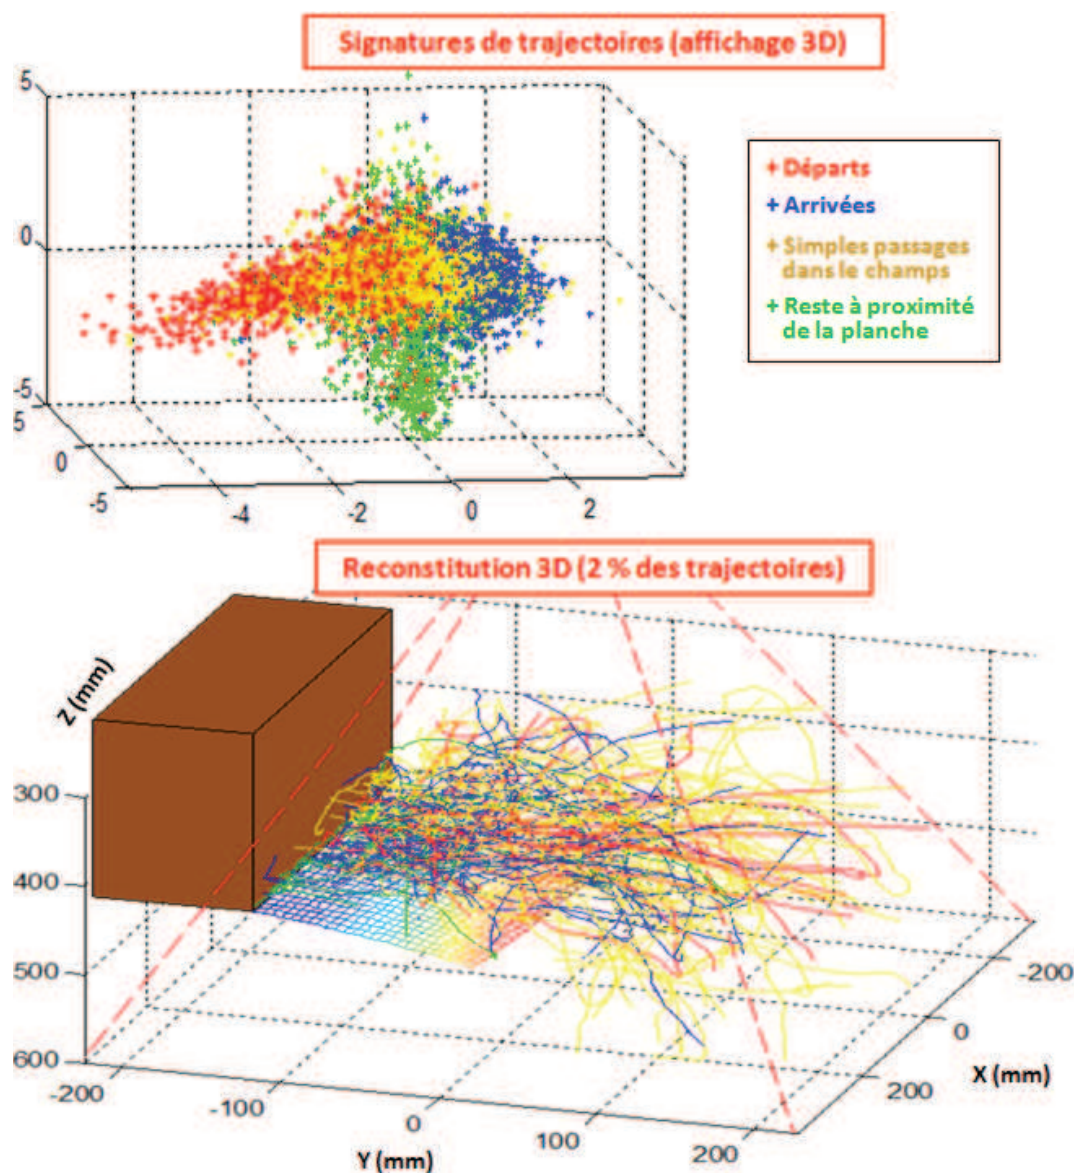 Signatures de trajectoires (affichage 3D)
5
0
-5
5
0
-5
-4
-2
0
2
+ Départs
+ Arrivées
+ Simples passages
dans le champs
+ Reste à proximité
de la planche
Reconstitution 3D (2 % des trajectoires)
Z (mm)
300
400
500
600
-200
-100
0
100
200
Y (mm)
-200
0
200
X (mm)